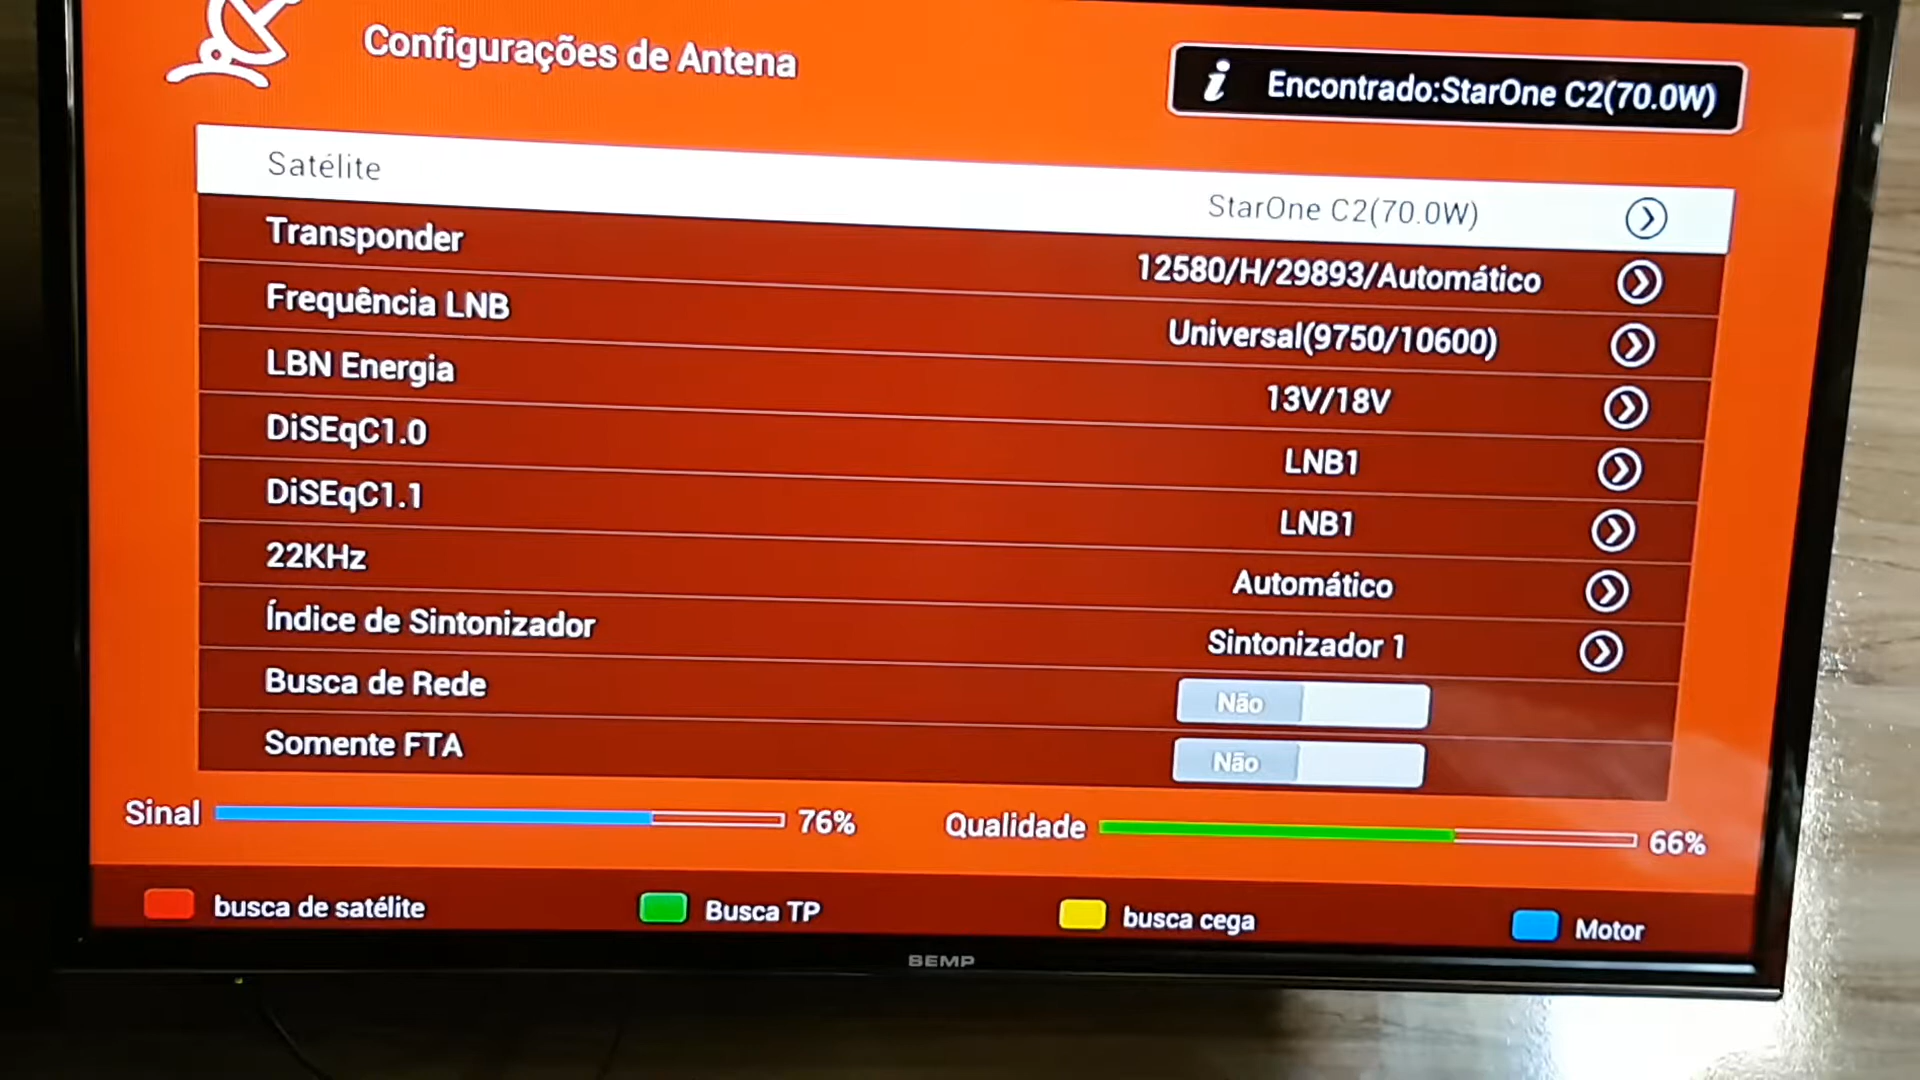 Configurações de Antena
i Encontrado:StarOne C2(70.0W)
Satélite StarOne C2(70.0W)
Transponder 12580/H/29893/Automático
Frequência LNB Universal(9750/10600)
LBN Energia 13V/18V
DiSEqC1.0 LNB1
DiSEqC1.1 LNB1
22KHz Automático
Índice de Sintonizador Sintonizador 1
Busca de Rede Não
Somente FTA Não
Sinal 76% Qualidade 66%
busca de satélite Busca TP busca cega Motor
SEMP